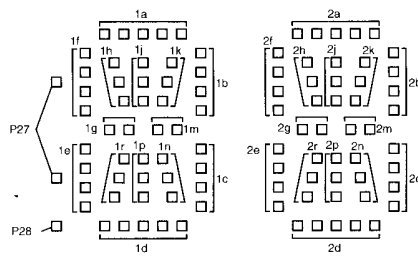 1a 2a
1f 1h 1j 1k 2f 2h 2j 2k
1b 2b
P27
1g 1m 2g 2m
1e 1r 1p 1n 2e 2r 2p 2n
1c 2c
P28
1d 2d